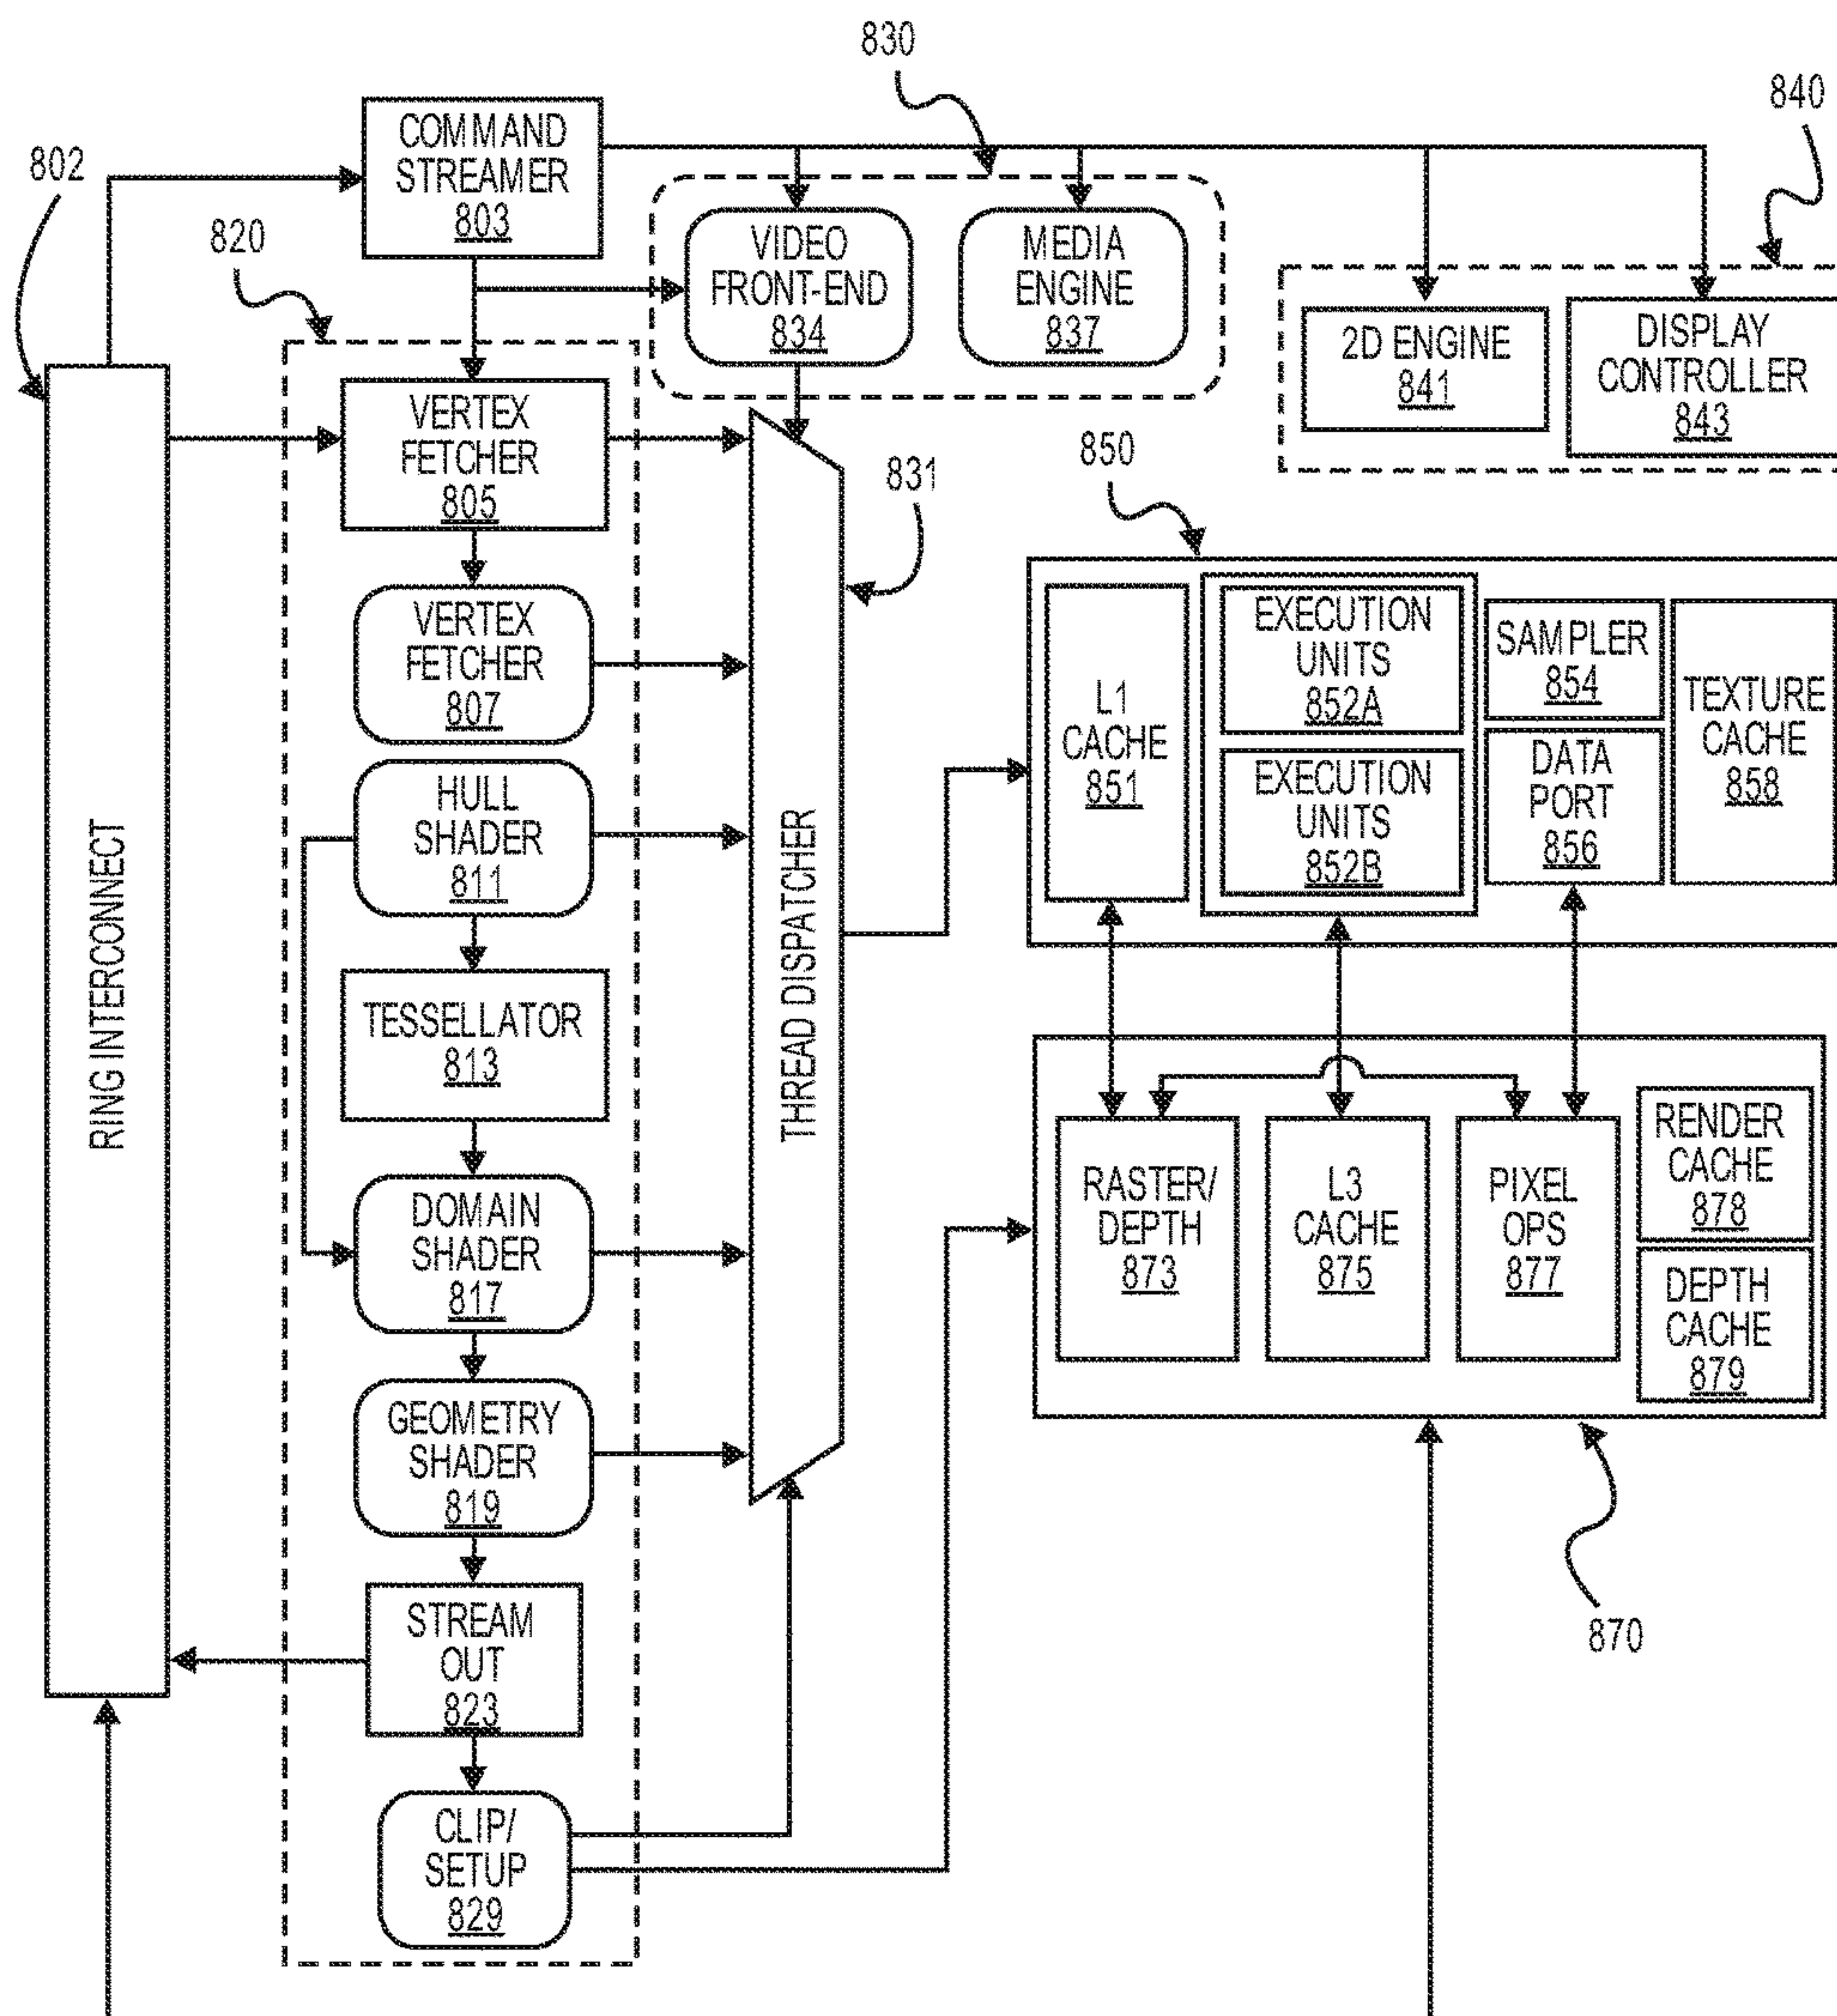 830
840
802
COMMAND
STREAMER
803
820
VIDEO
FRONT-END
834
MEDIA
ENGINE
837
2D ENGINE
841
DISPLAY
CONTROLLER
843
VERTEX
FETCHER
805
831
850
VERTEX
FETCHER
807
HULL
SHADER
811
TESSELLATOR
813
DOMAIN
SHADER
817
GEOMETRY
SHADER
819
STREAM
OUT
823
CLIP/
SETUP
829
RING INTERCONNECT
THREAD DISPATCHER
L1
CACHE
851
EXECUTION
UNITS
852A
EXECUTION
UNITS
852B
SAMPLER
854
DATA
PORT
856
TEXTURE
CACHE
858
RASTER/
DEPTH
873
L3
CACHE
875
PIXEL
OPS
877
RENDER
CACHE
878
DEPTH
CACHE
879
870